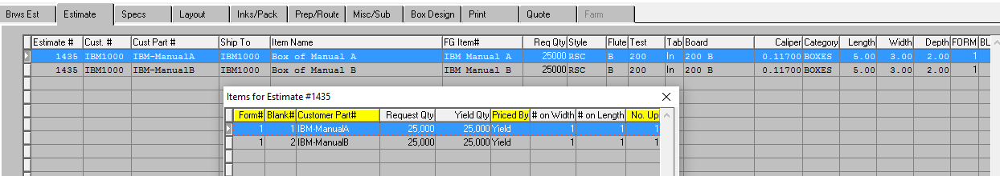 Brws Est Estimate Specs Layout Inks/Pack Prep/Route Misc/Sub Box Design Print Quote Farm
Estimate # Cust. # Cust Part # Ship To Item Name FG Item# Req Qty Style Flute Test Tab Board Caliper Category Length Width Depth FORM BL
1435 IBM1000 IBM-ManualA IBM1000 Box of Manual A IBM Manual A 25000 RSC B 200 In 200 B 0.11700 BOXES 5.00 3.00 2.00 1
1435 IBM1000 IBM-ManualB IBM1000 Box of Manual B IBM Manual B 25000 RSC B 200 In 200 B 0.11700 BOXES 5.00 3.00 2.00 1
Items for Estimate #1435
Form# Blank# Customer Part# Request Qty Yield Qty Priced By # on Width # on Length No. Up
1 1 IBM-ManualA 25,000 25,000 Yield 1 1 1
1 2 IBM-ManualB 25,000 25,000 Yield 1 1 1